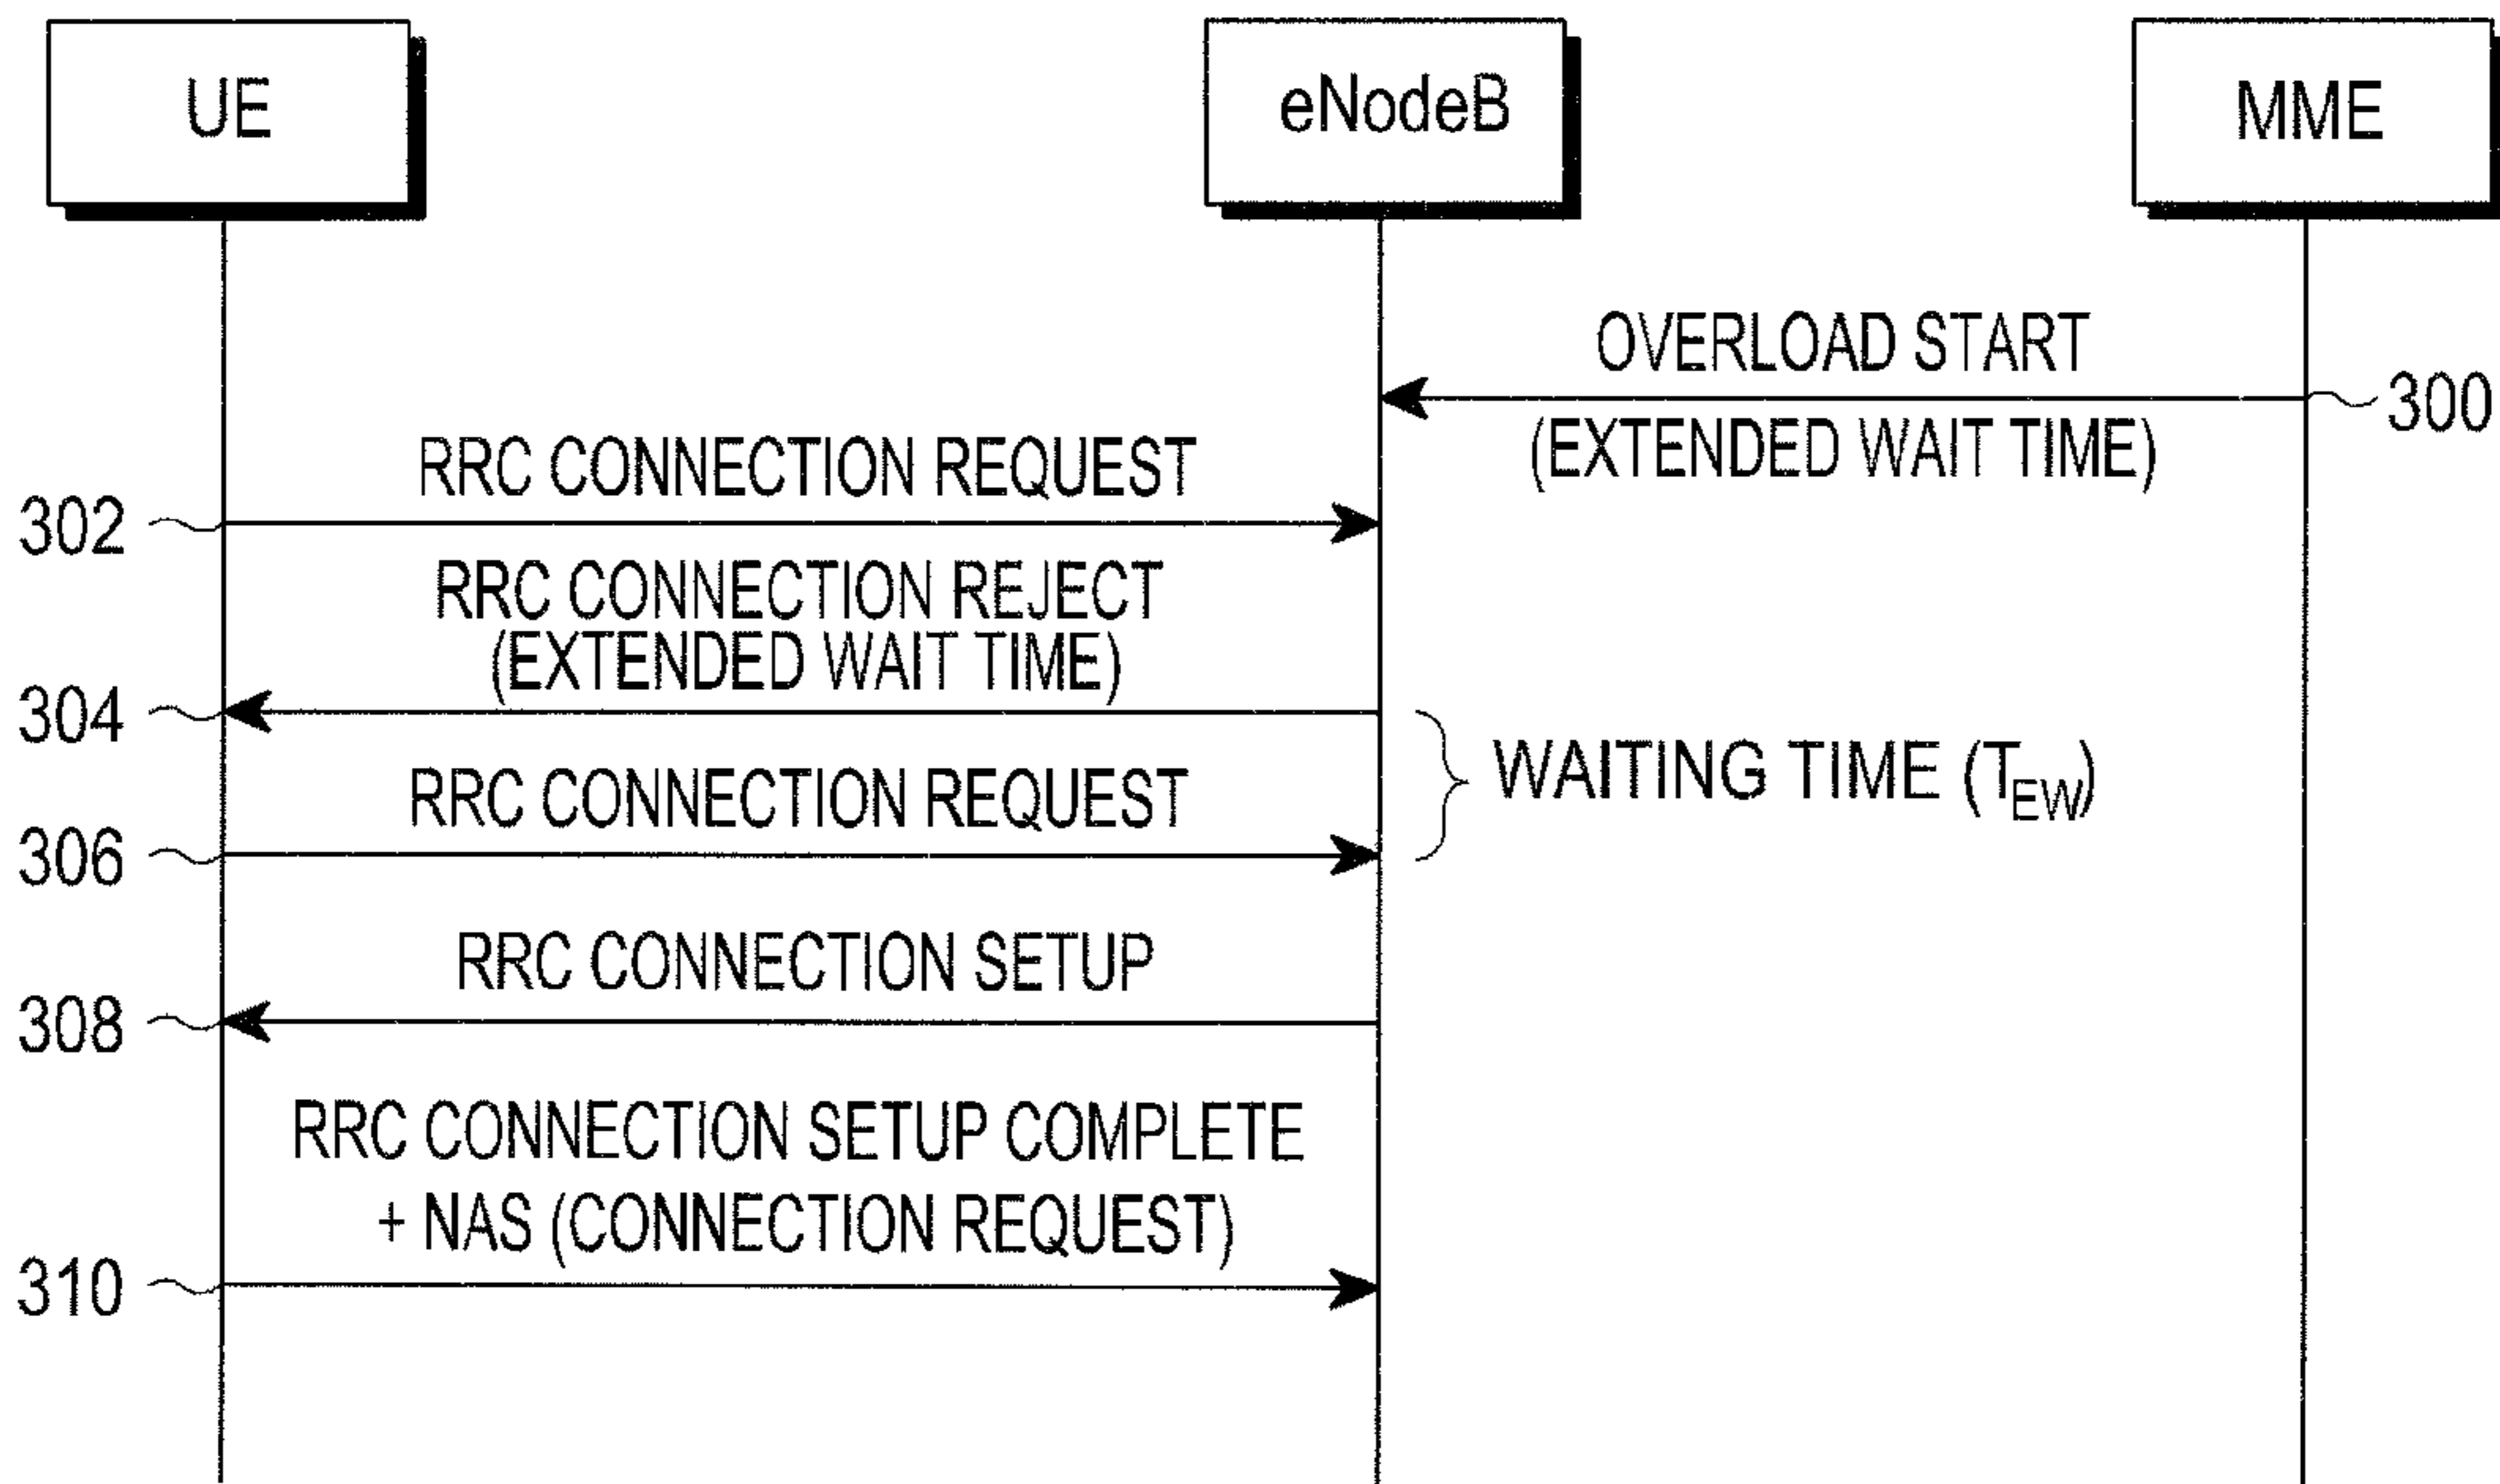 UE
eNodeB
MME
OVERLOAD START
300
(EXTENDED WAIT TIME)
RRC CONNECTION REQUEST
302
RRC CONNECTION REJECT
(EXTENDED WAIT TIME)
304
WAITING TIME (TEW)
RRC CONNECTION REQUEST
306
RRC CONNECTION SETUP
308
RRC CONNECTION SETUP COMPLETE
+ NAS (CONNECTION REQUEST)
310